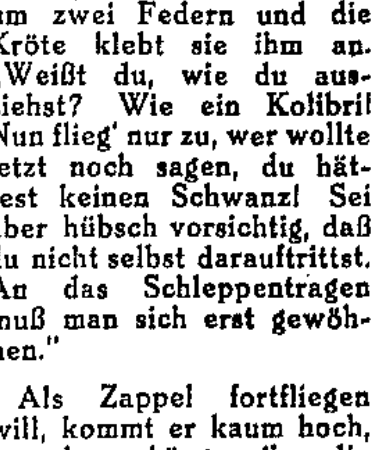 um zwei Federn und die
Kröte klebt sie ihm an.
„Weißt du, wie du aus-
siehst? Wie ein Kolibri!
Nun flieg' nur zu, wer wollte
jetzt noch sagen, du hät-
test keinen Schwanz! Sei
aber hübsch vorsichtig, daß
du nicht selbst darauftrittst.
An das Schleppentragen
muß man sich erst gewöh-
nen."
Als Zappel fortfliegen
will, kommt er kaum hoch,